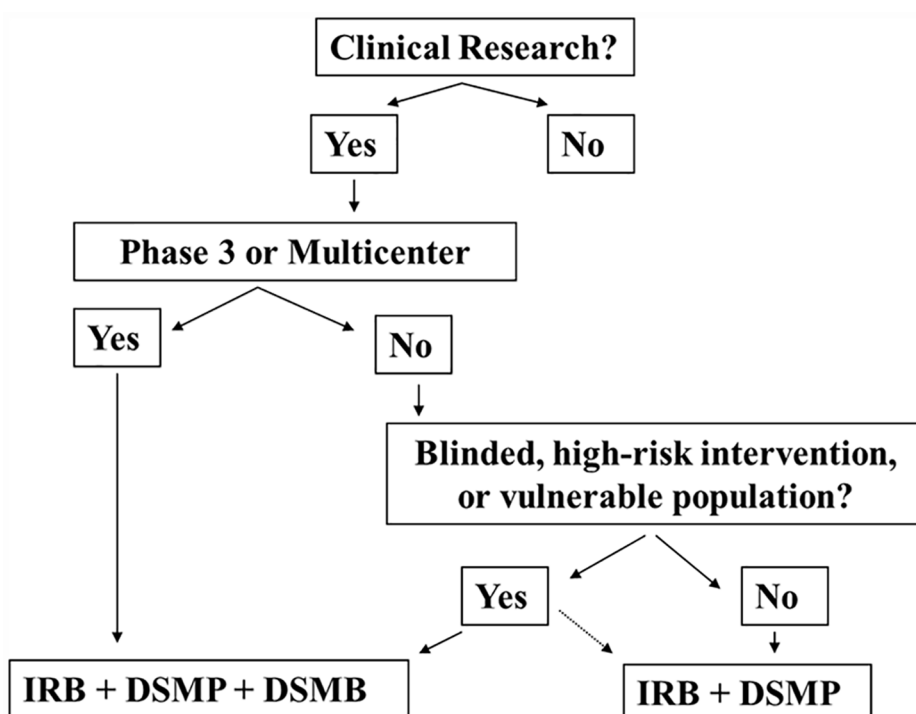 Clinical Research?
Yes
No
Phase 3 or Multicenter
Yes
No
Blinded, high-risk intervention,
or vulnerable population?
Yes
No
IRB + DSMP + DSMB
IRB + DSMP